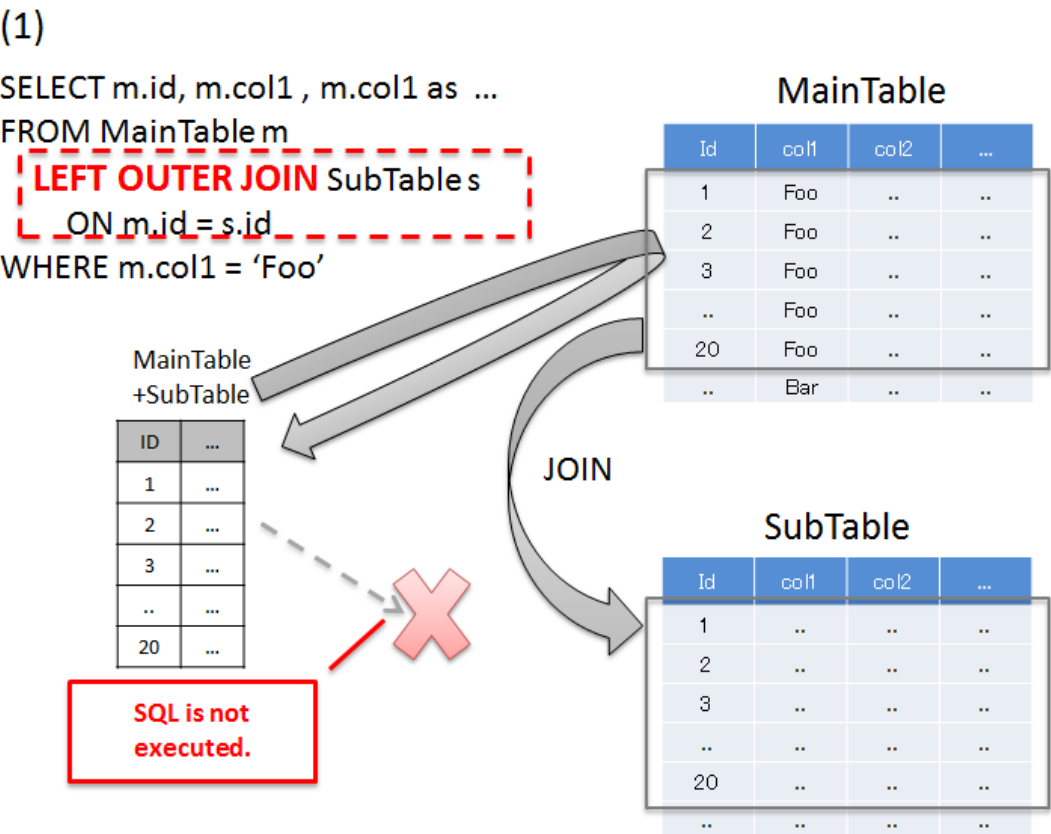 (1)
SELECT m.id, m.col1 , m.col1 as ...
FROM MainTable m
LEFT OUTER JOIN SubTable s
ON m.id = s.id
WHERE m.col1 = ‘Foo’
MainTable
Id col1 col2 ...
1 Foo .. ..
2 Foo .. ..
3 Foo .. ..
.. Foo .. ..
20 Foo .. ..
.. Bar .. ..
MainTable
+SubTable
ID ...
1 ...
2 ...
3 ...
.. ...
20 ...
JOIN
SQL is not
executed.
SubTable
Id col1 col2 ...
1 .. .. ..
2 .. .. ..
3 .. .. ..
.. .. .. ..
20 .. .. ..
.. .. .. ..